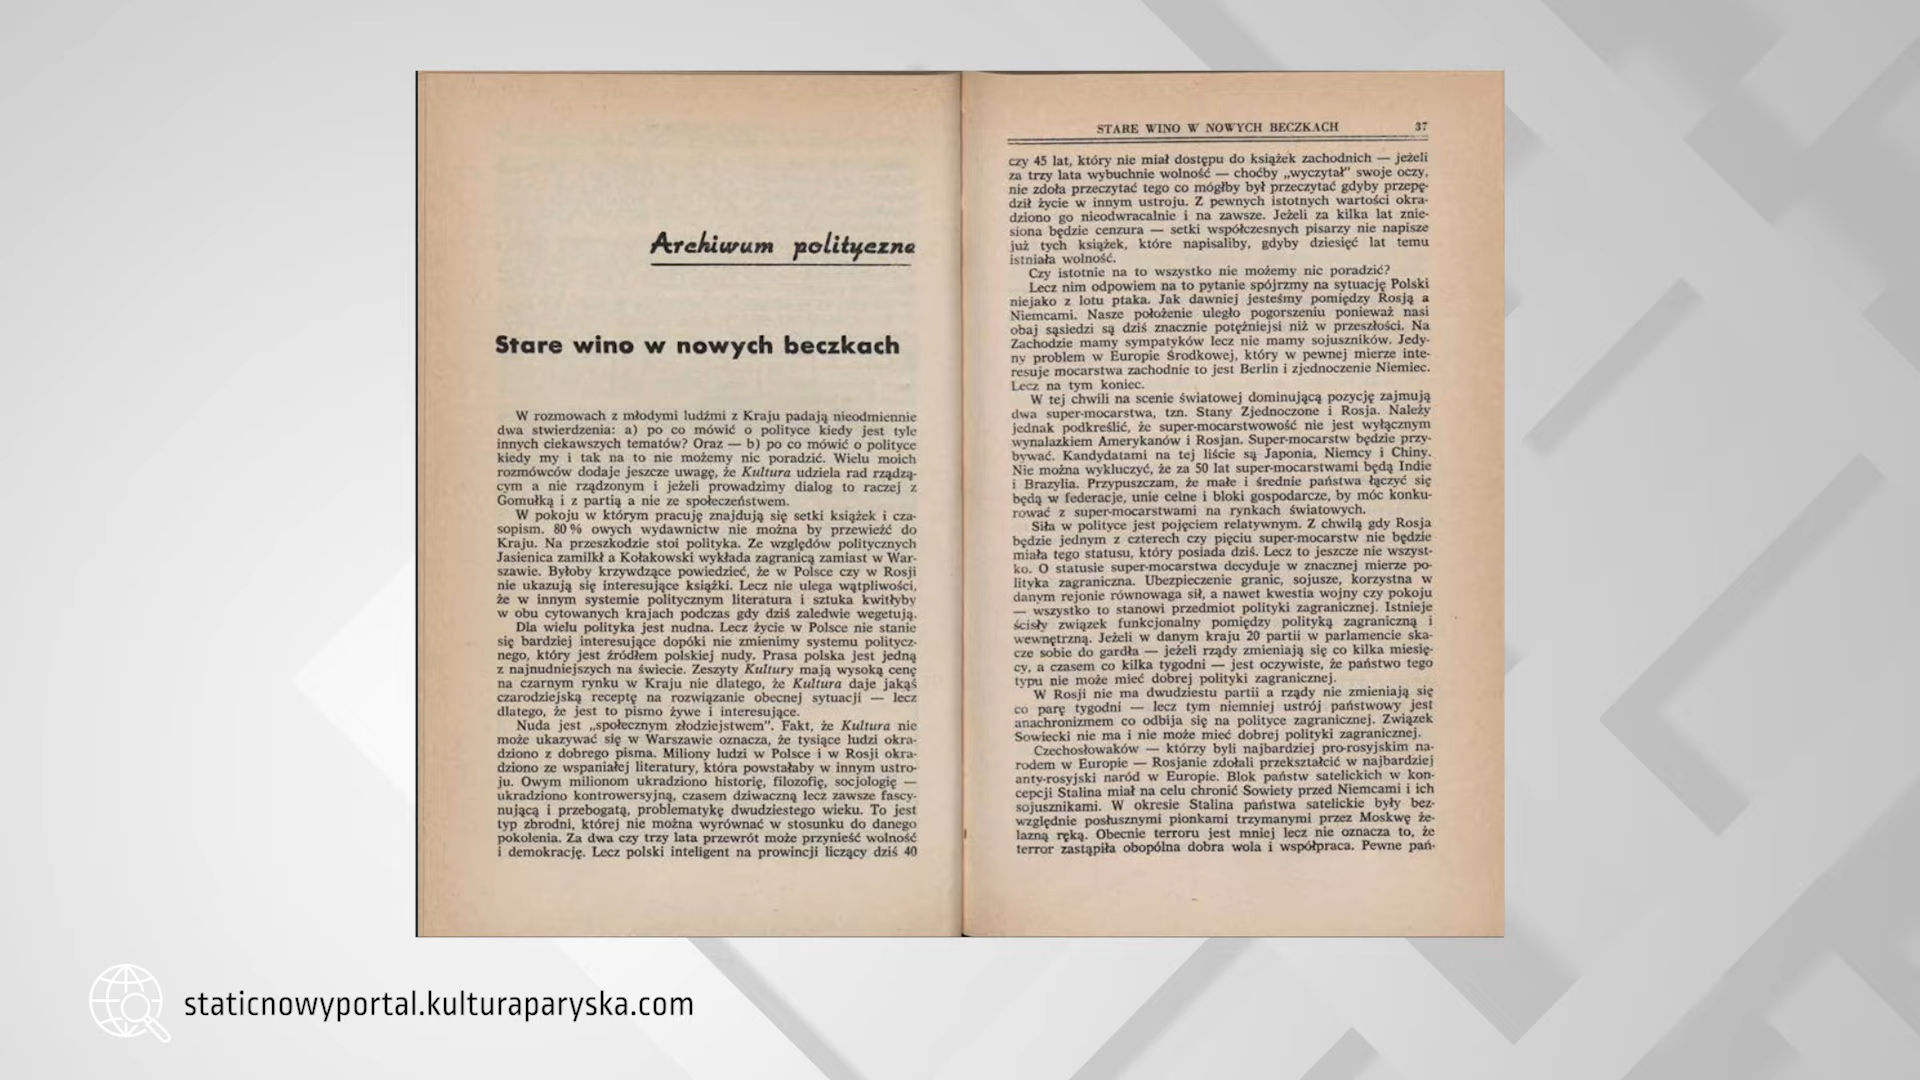 Archiwum polityczne
Stare wino w nowych beczkach
W rozmowach z młodymi ludźmi z Kraju padają nieodmiennie
dwa stwierdzenia: a) po co mówić o polityce kiedy jest tyle
innych ciekawszych tematów? Oraz — b) po co mówić o polityce
kiedy my i tak na to nie możemy nic poradzić. Wielu moich
rozmówców dodaje jeszcze uwagę, że Kultura udziela rad rządzą-
cym a nie rządzonym i jeżeli prowadzimy dialog to raczej z
Gomułką i z partią a nie ze społeczeństwem.
W pokoju w którym pracuję znajdują się setki książek i cza-
sopism. 80 % owych wydawnictw nie można by przewieźć do
Kraju. Na przeszkodzie stoi polityka. Ze względów politycznych
Jasienica zamilkł a Kołakowski wykłada zagranicą zamiast w War-
szawie. Byłoby krzywdzące powiedzieć, że w Polsce czy w Rosji
nie ukazują się interesujące książki. Lecz nie ulega wątpliwości,
że w innym systemie politycznym literatura i sztuka kwitłyby
w obu cytowanych krajach podczas gdy dziś zaledwie wegetują.
Dla wielu polityka jest nudna. Lecz życie w Polsce nie stanie
się bardziej interesujące dopóki nie zmienimy systemu politycz-
nego, który jest źródłem polskiej nudy. Prasa polska jest jedną
z najnudniejszych na świecie. Zeszyty Kultury mają wysoką cenę
na czarnym rynku w Kraju nie dlatego, że Kultura daje jakąś
czarodziejską receptę na rozwiązanie obecnej sytuacji — lecz
dlatego, że jest to pismo żywe i interesujące.
Nuda jest „społecznym złodziejstwem”. Fakt, że Kultura nie
może ukazywać się w Warszawie oznacza, że tysiące ludzi okra-
dziono z dobrego pisma. Miliony ludzi w Polsce i w Rosji okra-
dziono ze wspaniałej literatury, która powstałaby w innym ustro-
ju. Owym milionom ukradziono historię, filozofię, socjologię —
ukradziono kontrowersyjną, czasem dziwaczną lecz zawsze fascy-
nującą i przebogatą, problematykę dwudziestego wieku. To jest
typ zbrodni, której nie można wyrównać w stosunku do danego
pokolenia. Za dwa czy trzy lata przewrót może przynieść wolność
i demokrację. Lecz polski inteligent na prowincji liczący dziś 40
STARE WINO W NOWYCH BECZKACH 37
czy 45 lat, który nie miał dostępu do książek zachodnich — jeżeli
za trzy lata wybuchnie wolność — choćby „wyczytał” swoje oczy,
nie zdoła przeczytać tego co mógłby był przeczytać gdyby przepę-
dził życie w innym ustroju. Z pewnych istotnych wartości okra-
dziono go nieodwracalnie i na zawsze. Jeżeli za kilka lat znie-
siona będzie cenzura — setki współczesnych pisarzy nie napisze
już tych książek, które napisaliby, gdyby dziesięć lat temu
istniała wolność.
Czy istotnie na to wszystko nie możemy nic poradzić?
Lecz nim odpowiem na to pytanie spójrzmy na sytuację Polski
niejako z lotu ptaka. Jak dawniej jesteśmy pomiędzy Rosją a
Niemcami. Nasze położenie uległo pogorszeniu ponieważ nasi
obaj sąsiedzi są dziś znacznie potężniejsi niż w przeszłości. Na
Zachodzie mamy sympatyków lecz nie mamy sojuszników. Jedy-
ny problem w Europie Środkowej, który w pewnej mierze inte-
resuje mocarstwa zachodnie to jest Berlin i zjednoczenie Niemiec.
Lecz na tym koniec.
W tej chwili na scenie światowej dominującą pozycję zajmują
dwa super-mocarstwa, tzn. Stany Zjednoczone i Rosja. Należy
jednak podkreślić, że super-mocarstwowość nie jest wyłącznym
wynalazkiem Amerykanów i Rosjan. Super-mocarstw będzie przy-
bywać. Kandydatami na tej liście są Japonia, Niemcy i Chiny.
Nie można wykluczyć, że za 50 lat super-mocarstwami będą Indie
i Brazylia. Przypuszczam, że małe i średnie państwa łączyć się
będą w federacje, unie celne i bloki gospodarcze, by móc konku-
rować z super-mocarstwami na rynkach światowych.
Siła w polityce jest pojęciem relatywnym. Z chwilą gdy Rosja
będzie jednym z czterech czy pięciu super-mocarstw nie będzie
miała tego statusu, który posiada dziś. Lecz to jeszcze nie wszyst-
ko. O statusie super-mocarstwa decyduje w znacznej mierze po-
lityka zagraniczna. Ubezpieczenie granic, sojusze, korzystna w
danym rejonie równowaga sił, a nawet kwestia wojny czy pokoju
— wszystko to stanowi przedmiot polityki zagranicznej. Istnieje
ścisły związek funkcjonalny pomiędzy polityką zagraniczną i
wewnętrzną. Jeżeli w danym kraju 20 partii w parlamencie ska-
cze sobie do gardła — jeżeli rządy zmieniają się co kilka miesię-
cy, a czasem co kilka tygodni — jest oczywiste, że państwo tego
typu nie może mieć dobrej polityki zagranicznej.
W Rosji nie ma dwudziestu partii a rządy nie zmieniają się
co parę tygodni — lecz tym niemniej ustrój państwowy jest
anachronizmem co odbija się na polityce zagranicznej. Związek
Sowiecki nie ma i nie może mieć dobrej polityki zagranicznej.
Czechosłowaków — którzy byli najbardziej pro-rosyjskim na-
rodem w Europie — Rosjanie zdołali przekształcić w najbardziej
anty-rosyjski naród w Europie. Blok państw satelickich w kon-
cepcji Stalina miał na celu chronić Sowiety przed Niemcami i ich
sojusznikami. W okresie Stalina państwa satelickie były bez-
względnie posłusznymi pionkami trzymanymi przez Moskwę że-
lazną ręką. Obecnie terroru jest mniej lecz nie oznacza to, że
terror zastąpiła obopólna dobra wola i współpraca. Pewne pań-
staticnowyportal.kulturaparyska.com